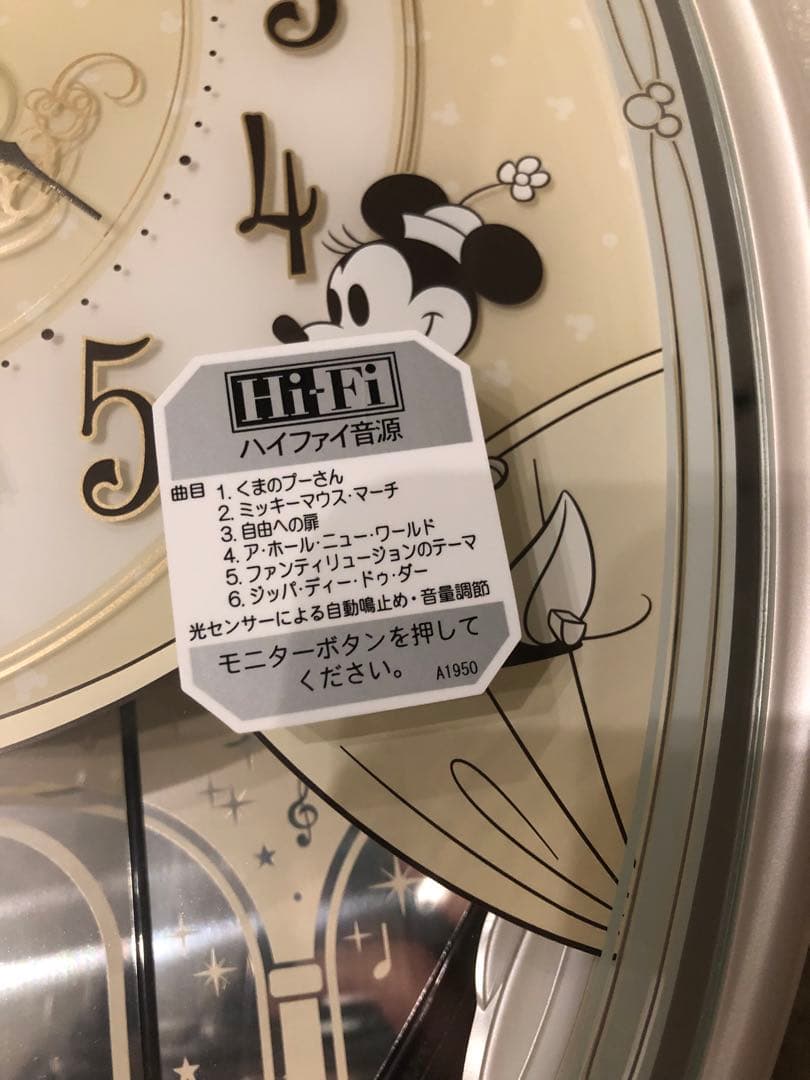 3
4
5
Hi-Fi
ハイファイ音源
曲目 1. くまのプーさん
2. ミッキーマウス・マーチ
3. 自由への扉
4. ア・ホール・ニュー・ワールド
5. ファンティリュージョンのテーマ
6. ジッパ・ディー・ドゥ・ダー
光センサーによる自動鳴止め・音量調節
モニターボタンを押して
ください。 A1950